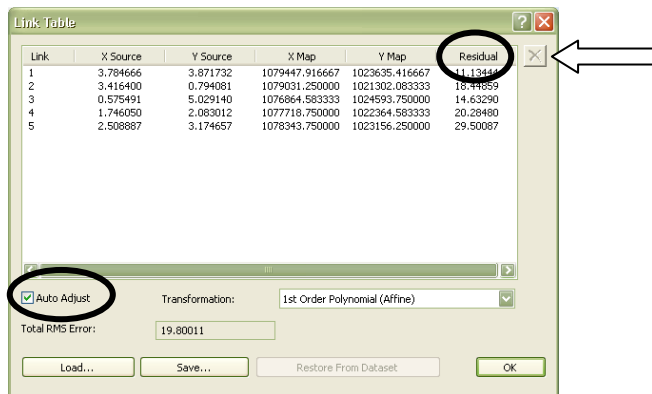 Link Table
Link X Source Y Source X Map Y Map Residual
1 3.784666 3.871732 1079447.916667 1023635.416667 11.13444
2 3.416400 0.794081 1079031.250000 1021302.083333 18.44859
3 0.575491 5.029140 1076864.583333 1024593.750000 14.63290
4 1.746050 2.083012 1077718.750000 1022364.583333 20.28480
5 2.508887 3.174657 1078343.750000 1023156.250000 29.50087
Auto Adjust Transformation: 1st Order Polynomial (Affine)
Total RMS Error: 19.80011
Load... Save... Restore From Dataset OK